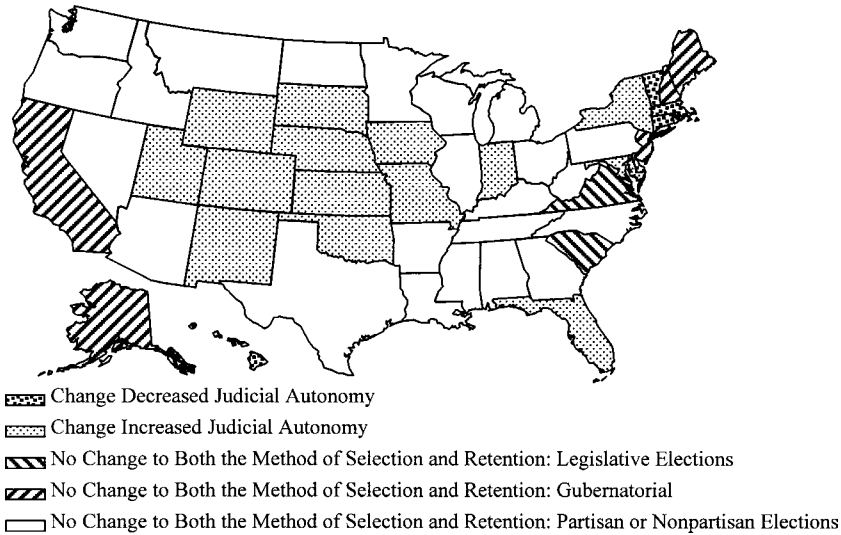 Change Decreased Judicial Autonomy
Change Increased Judicial Autonomy
No Change to Both the Method of Selection and Retention: Legislative Elections
No Change to Both the Method of Selection and Retention: Gubernatorial
No Change to Both the Method of Selection and Retention: Partisan or Nonpartisan Elections